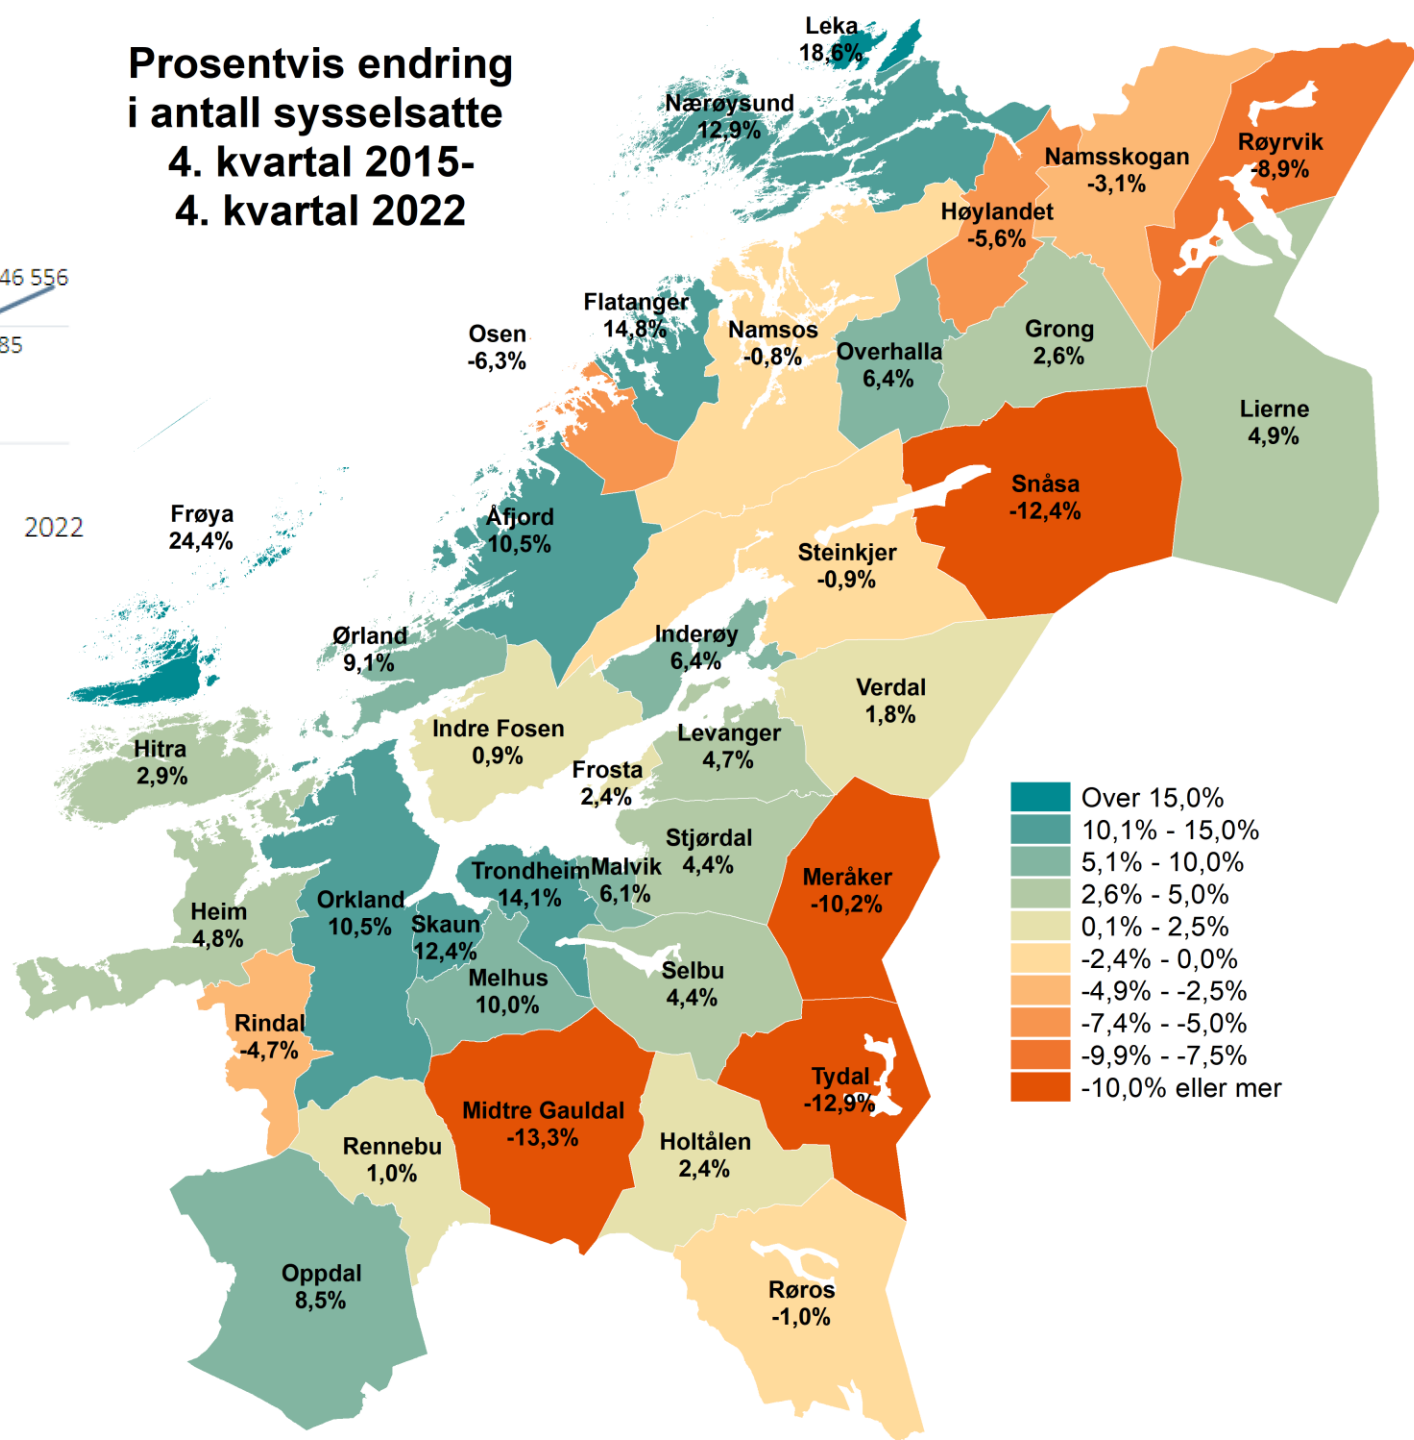 Prosentvis endring
i antall sysselsatte
4. kvartal 2015-
4. kvartal 2022
46 556
85
2022
Leka
18,6%
Nærøysund
12,9%
Namsskogan
-3,1%
Røyrvik
-8,9%
Høylandet
-5,6%
Flatanger
14,8%
Osen
-6,3%
Namsos
-0,8%
Overhalla
6,4%
Grong
2,6%
Lierne
4,9%
Snåsa
-12,4%
Frøya
24,4%
Åfjord
10,5%
Steinkjer
-0,9%
Ørland
9,1%
Inderøy
6,4%
Verdal
1,8%
Indre Fosen
0,9%
Levanger
4,7%
Hitra
2,9%
Frosta
2,4%
Stjørdal
4,4%
Trondheim
14,1%
Malvik
6,1%
Meråker
-10,2%
Orkland
10,5%
Skaun
12,4%
Heim
4,8%
Melhus
10,0%
Selbu
4,4%
Rindal
-4,7%
Tydal
-12,9%
Midtre Gauldal
-13,3%
Holtålen
2,4%
Rennebu
1,0%
Oppdal
8,5%
Røros
-1,0%
Over 15,0%
10,1% - 15,0%
5,1% - 10,0%
2,6% - 5,0%
0,1% - 2,5%
-2,4% - 0,0%
-4,9% - -2,5%
-7,4% - -5,0%
-9,9% - -7,5%
-10,0% eller mer